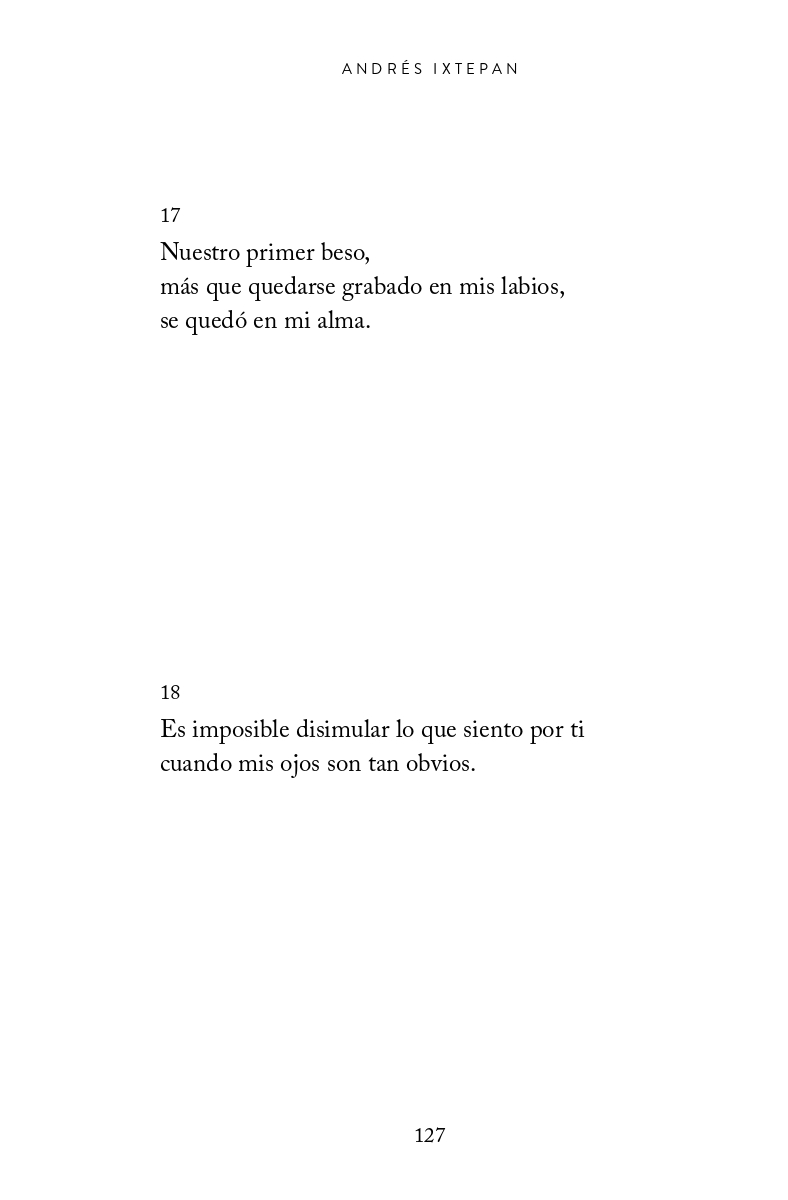 ANDRÉS IXTEPAN
17
Nuestro primer beso,
más que quedarse grabado en mis labios,
se quedó en mi alma.
18
Es imposible disimular lo que siento por ti
cuando mis ojos son tan obvios.
127